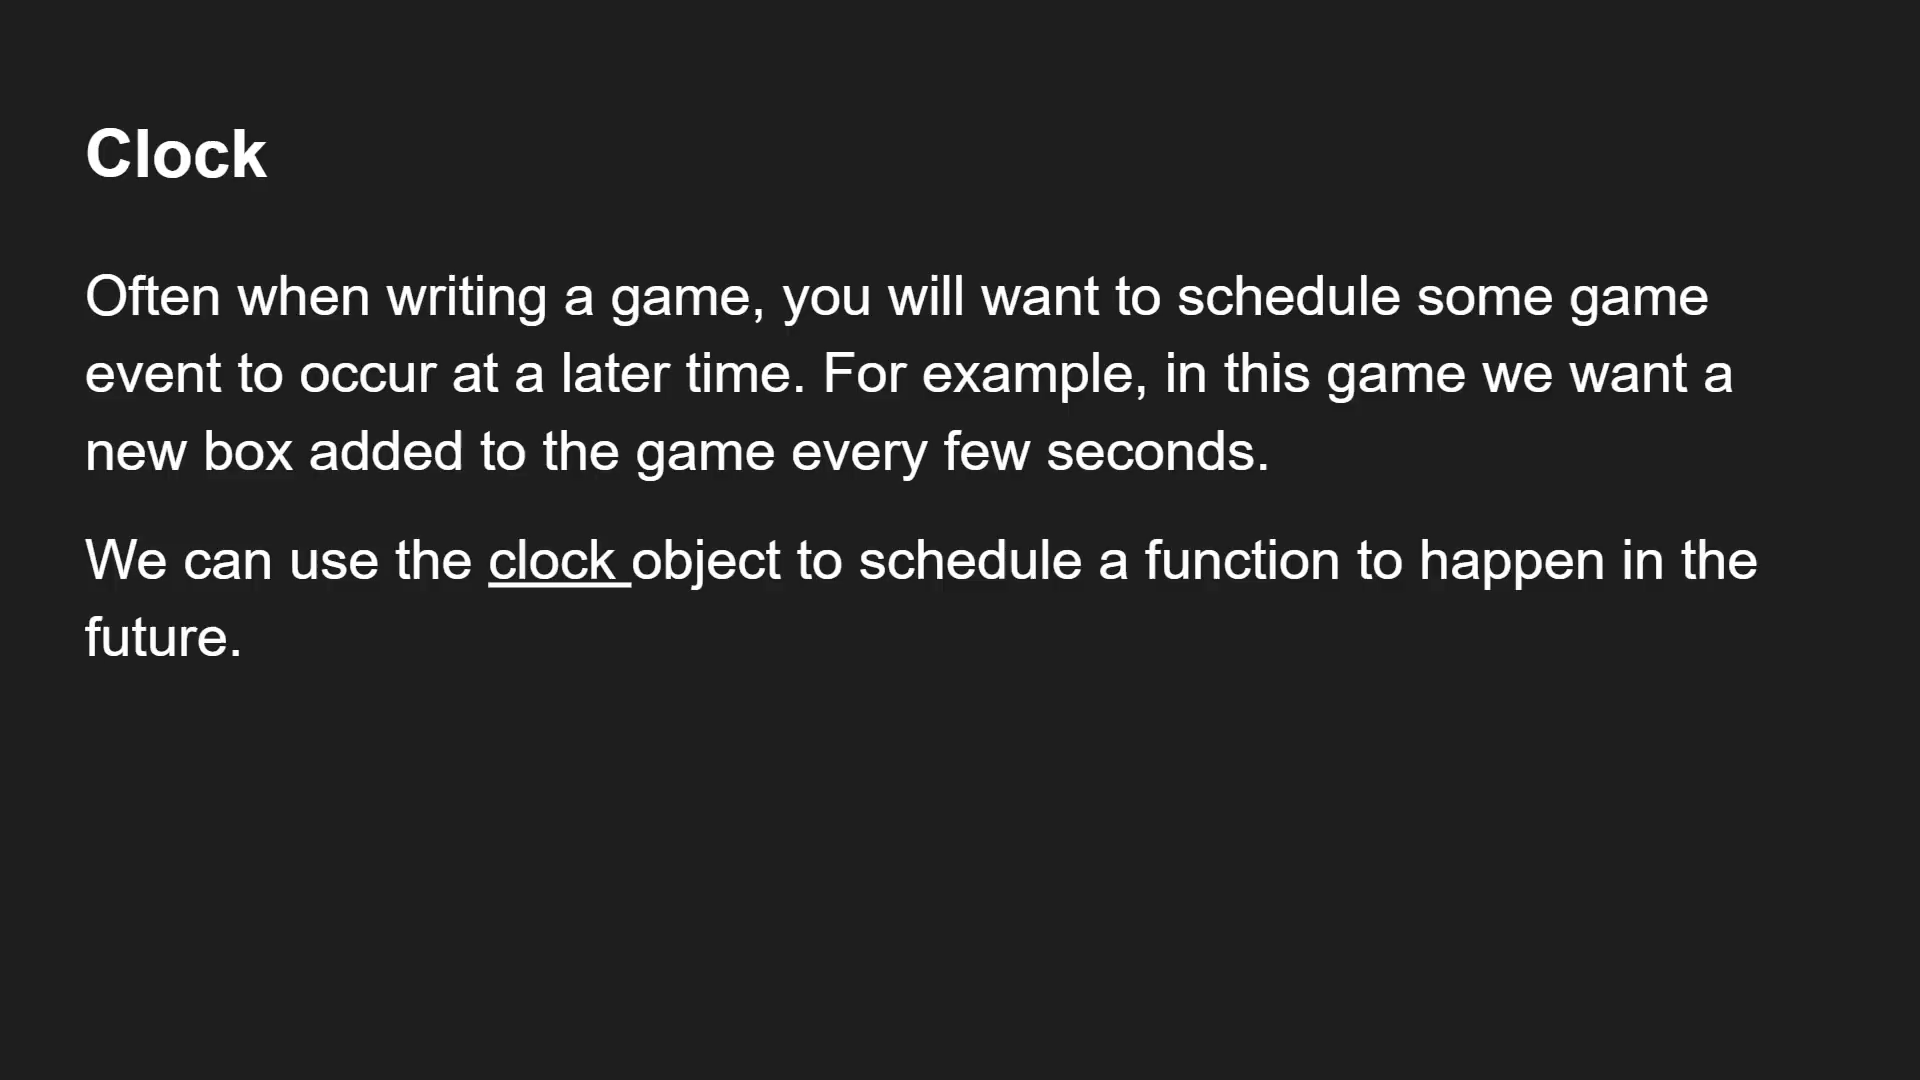 Clock
Often when writing a game, you will want to schedule some game
event to occur at a later time. For example, in this game we want a
new box added to the game every few seconds.
We can use the clock object to schedule a function to happen in the
future.